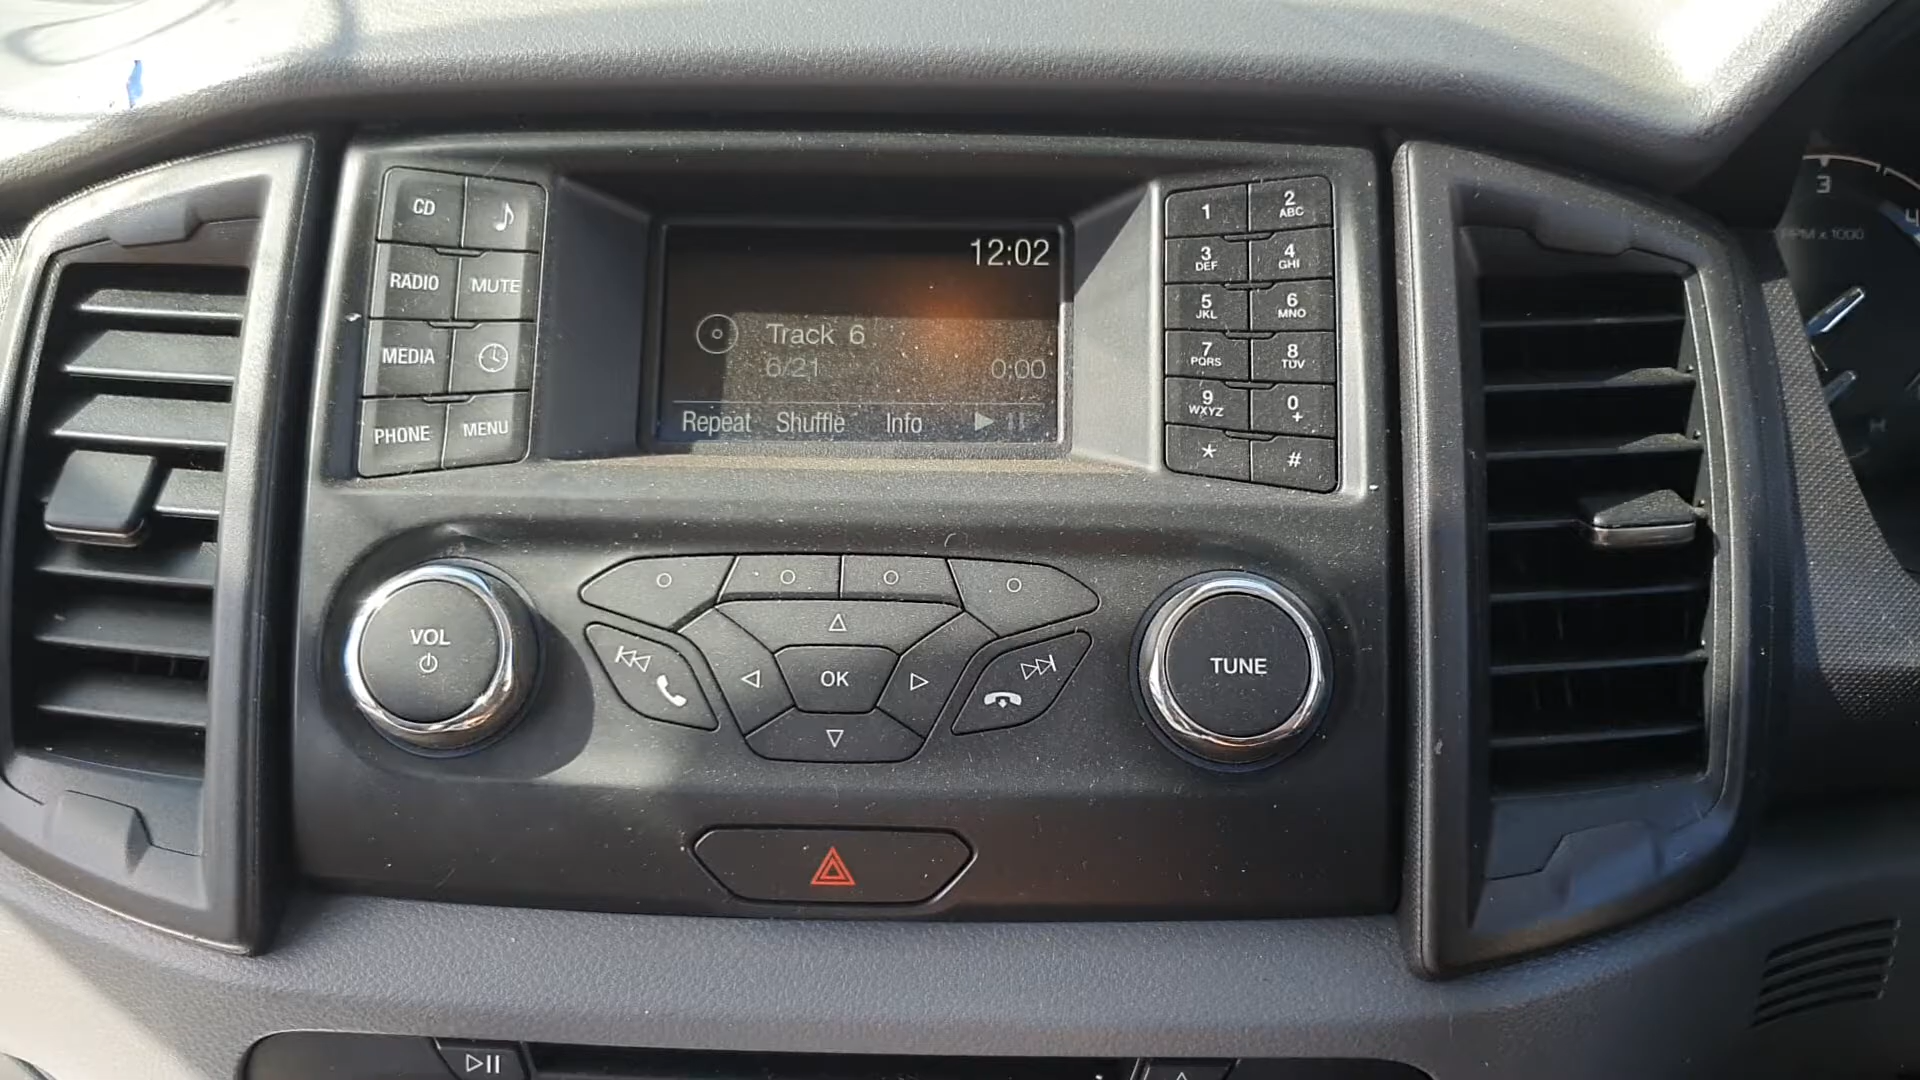 CD
RADIO MUTE
MEDIA
PHONE MENU
12:02
Track 6
6/21 0:00
Repeat Shuffle Info
1 2 ABC
3 DEF 4 GHI
5 JKL 6 MNO
7 PQRS 8 TUV
9 WXYZ 0 +
* #
VOL
OK
TUNE
3
4
RPM x 1000
H